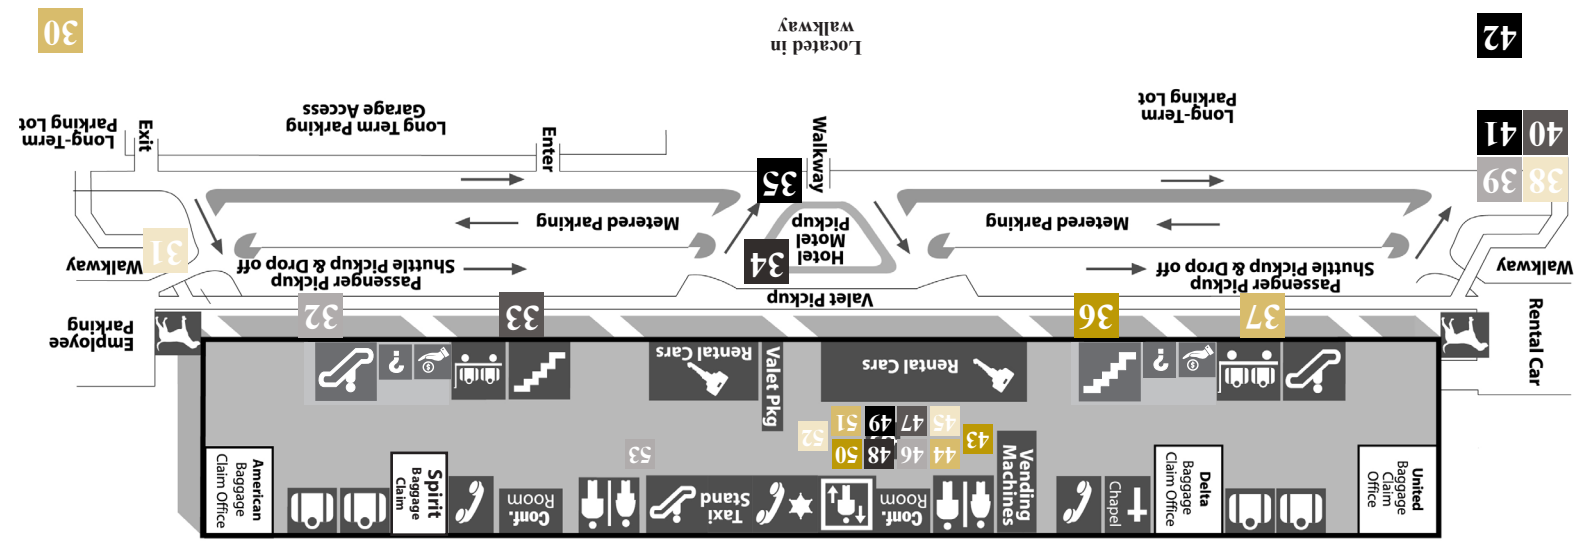 30
Located in
walkway
42
Long-Term
Parking Lot
Exit
Long Term Parking
Garage Access
Enter
Walkway
Long-Term
Parking Lot
41
40
39
38
35
Metered Parking
Hotel
Motel
Pickup
Metered Parking
31
Walkway
Passenger Pickup
Shuttle Pickup & Drop off
34
Valet Pickup
Passenger Pickup
Shuttle Pickup & Drop off
Walkway
Employee
Parking
32
33
36
37
Rental Car
?
$
Rental Cars
Valet Pkg
Rental Cars
?
$
51
49
47
45
52
43
50
48
46
44
53
American
Baggage
Claim Office
Spirit
Baggage
Claim
Conf.
Room
Taxi
Stand
Conf.
Room
Vending
Machines
Chapel
Delta
Baggage
Claim Office
United
Baggage
Claim
Office